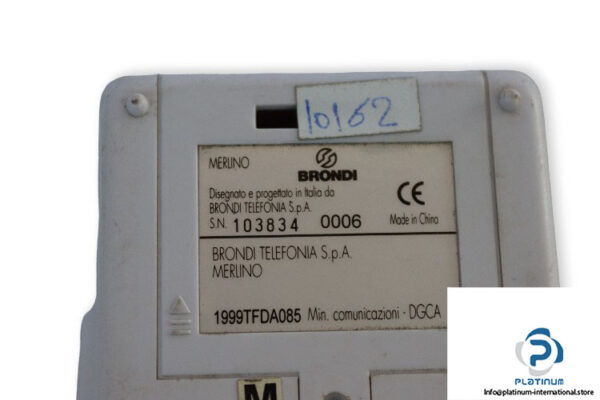 10162
MERLINO
BRONDI
Disegnato e progettato in Italia da
BRONDI TELEFONIA S.p.A.
S.N. 103834 0006
CE
Made in China
BRONDI TELEFONIA S.p.A.
MERLINO
1999TFDA085 Min. comunicazioni - DGCA
M
PLATINUM
Info@platinum-international.store